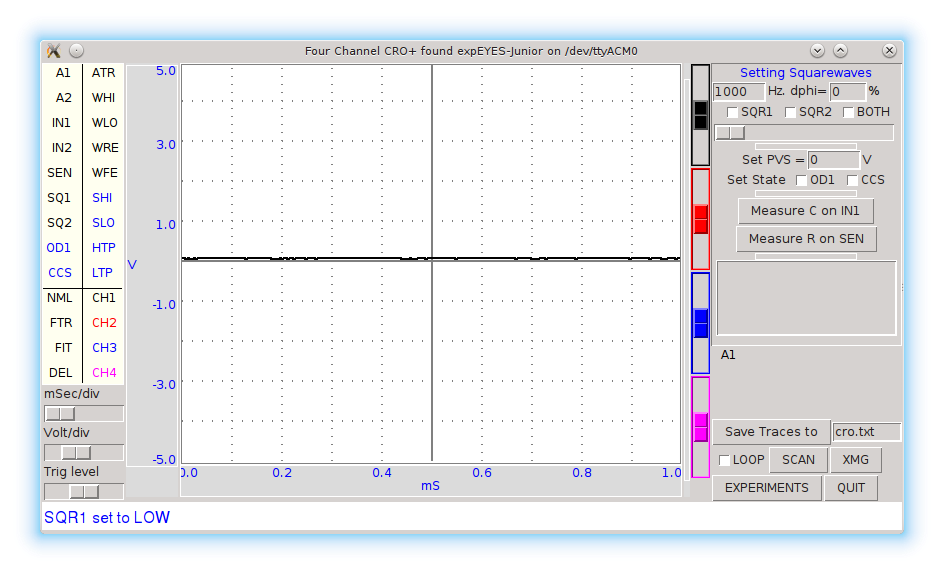 Four Channel CRO+ found expEYES-Junior on /dev/ttyACM0
A1 ATR
A2 WHI
IN1 WLO
IN2 WRE
SEN WFE
SQ1 SHI
SQ2 SLO
OD1 HTP
CCS LTP
NML CH1
FTR CH2
FIT CH3
DEL CH4
mSec/div
Volt/div
Trig level
5.0
3.0
1.0
V
-1.0
-3.0
-5.0
0.0 0.2 0.4 0.6 0.8 1.0
mS
Setting Squarewaves
1000 Hz. dphi= 0 %
SQR1 SQR2 BOTH
Set PVS = 0 V
Set State OD1 CCS
Measure C on IN1
Measure R on SEN
A1
Save Traces to cro.txt
LOOP SCAN XMG
EXPERIMENTS QUIT
SQR1 set to LOW